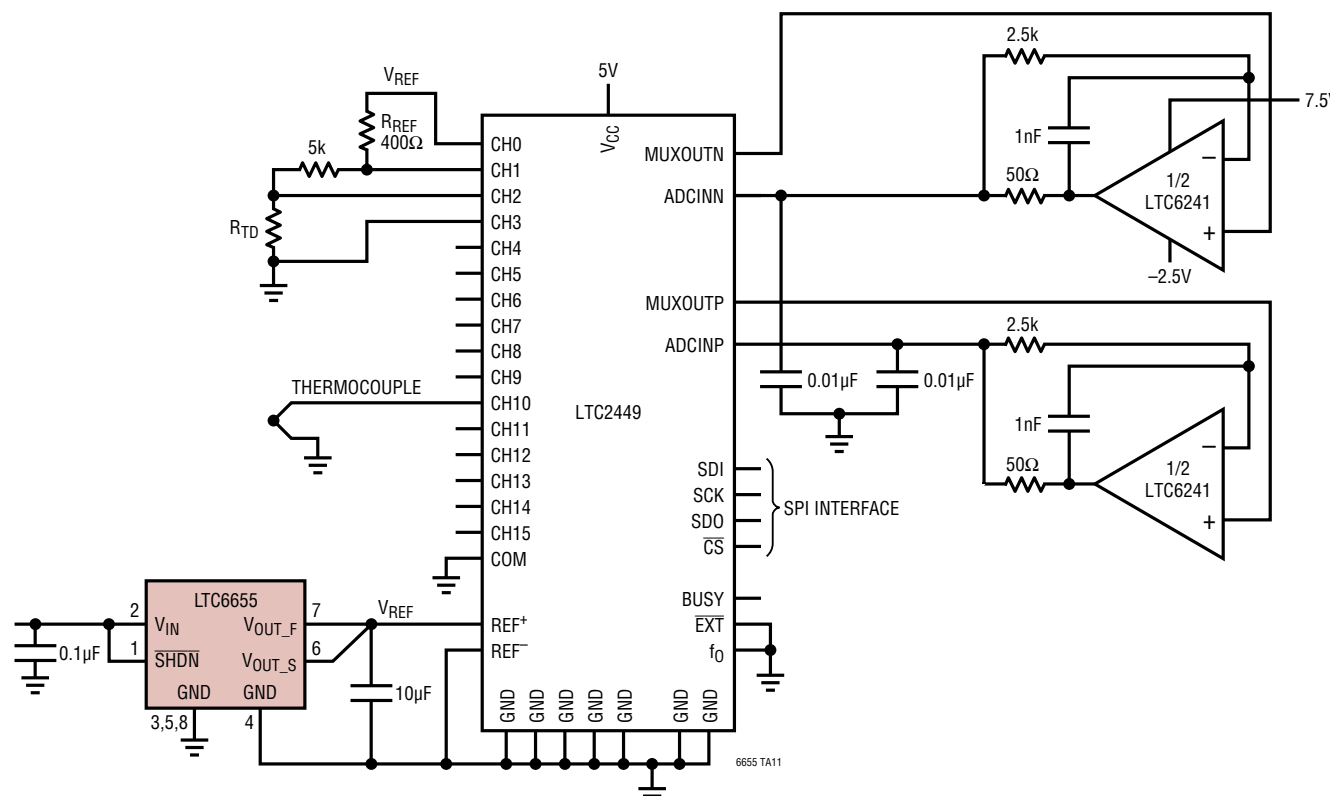 VREF
RREF
400Ω
5k
RTD
5V
VCC
CH0
CH1
CH2
CH3
CH4
CH5
CH6
CH7
CH8
CH9
CH10
CH11
CH12
CH13
CH14
CH15
COM
REF+
REF–
THERMOCOUPLE
LTC2449
MUXOUTN
ADCINN
MUXOUTP
ADCINP
SDI
SCK
SDO
CS
SPI INTERFACE
BUSY
EXT
fO
GND
GND
GND
GND
GND
GND
GND
2.5k
1nF
50Ω
7.5V
–
1/2
LTC6241
+
–2.5V
2.5k
0.01µF
0.01µF
1nF
50Ω
–
1/2
LTC6241
+
LTC6655
2
VIN
VOUT_F
7
VREF
1
SHDN
VOUT_S
6
0.1µF
GND
GND
3,5,8
4
10µF
6655 TA11